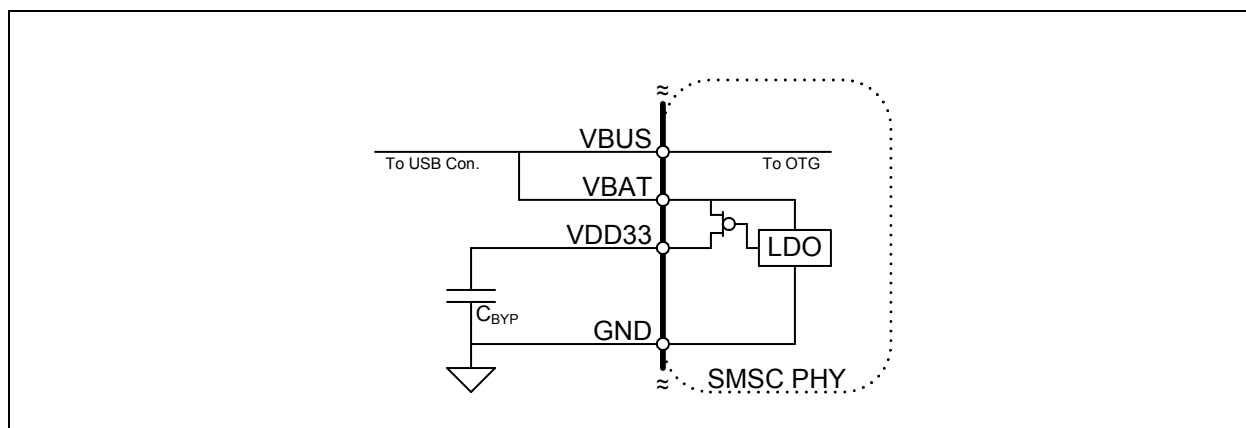 VBUS
To USB Con.
To OTG
VBAT
VDD33
LDO
CBYP
GND
SMSC PHY